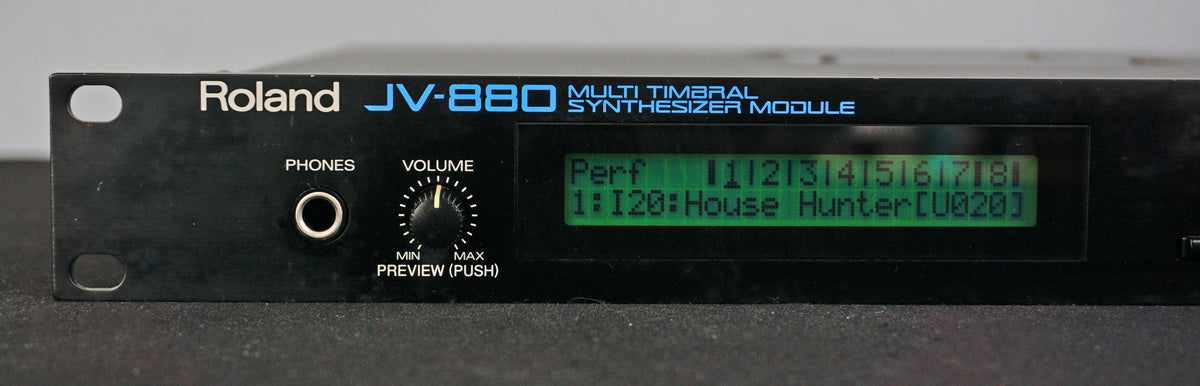 Roland JV-880 MULTI TIMBRAL
SYNTHESIZER MODULE
PHONES
VOLUME
MIN MAX
PREVIEW (PUSH)
Perf |1|2|3|4|5|6|7|8|
1:I20:House Hunter[U020]